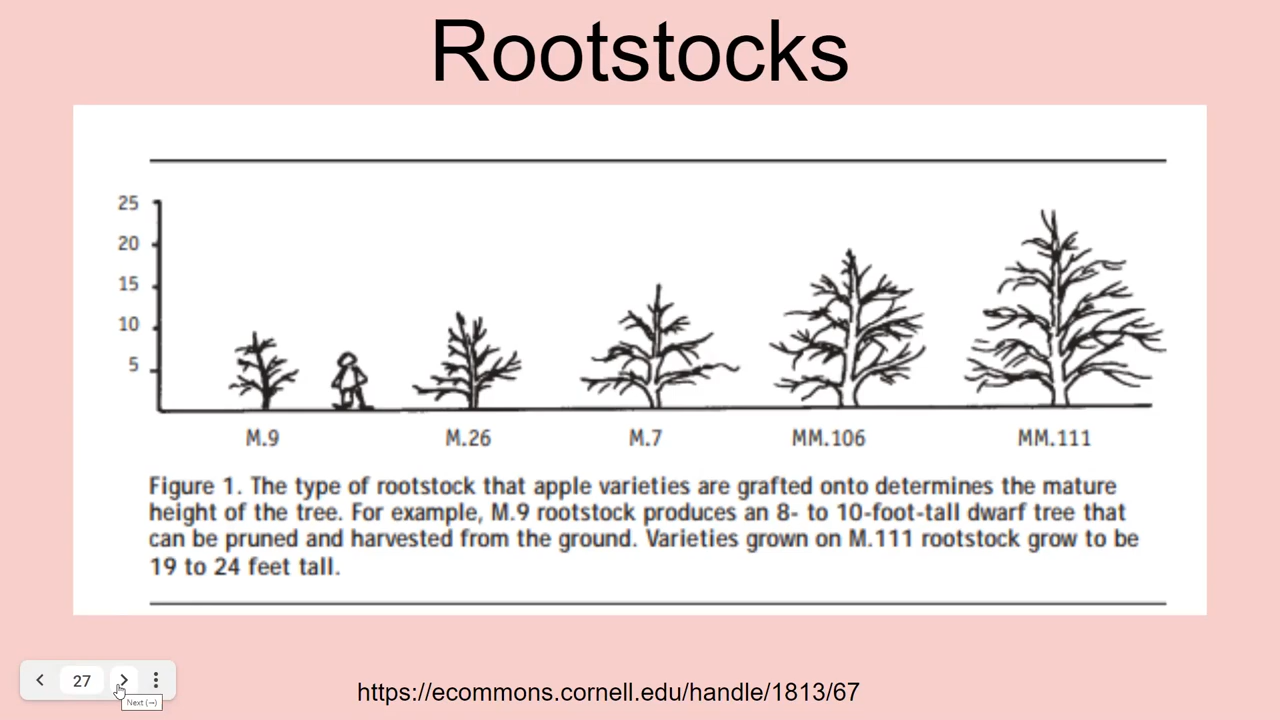 Rootstocks
25
20
15
10
5
M.9 M.26 M.7 MM.106 MM.111
Figure 1. The type of rootstock that apple varieties are grafted onto determines the mature
height of the tree. For example, M.9 rootstock produces an 8- to 10-foot-tall dwarf tree that
can be pruned and harvested from the ground. Varieties grown on M.111 rootstock grow to be
19 to 24 feet tall.
27
Next (→)
https://ecommons.cornell.edu/handle/1813/67